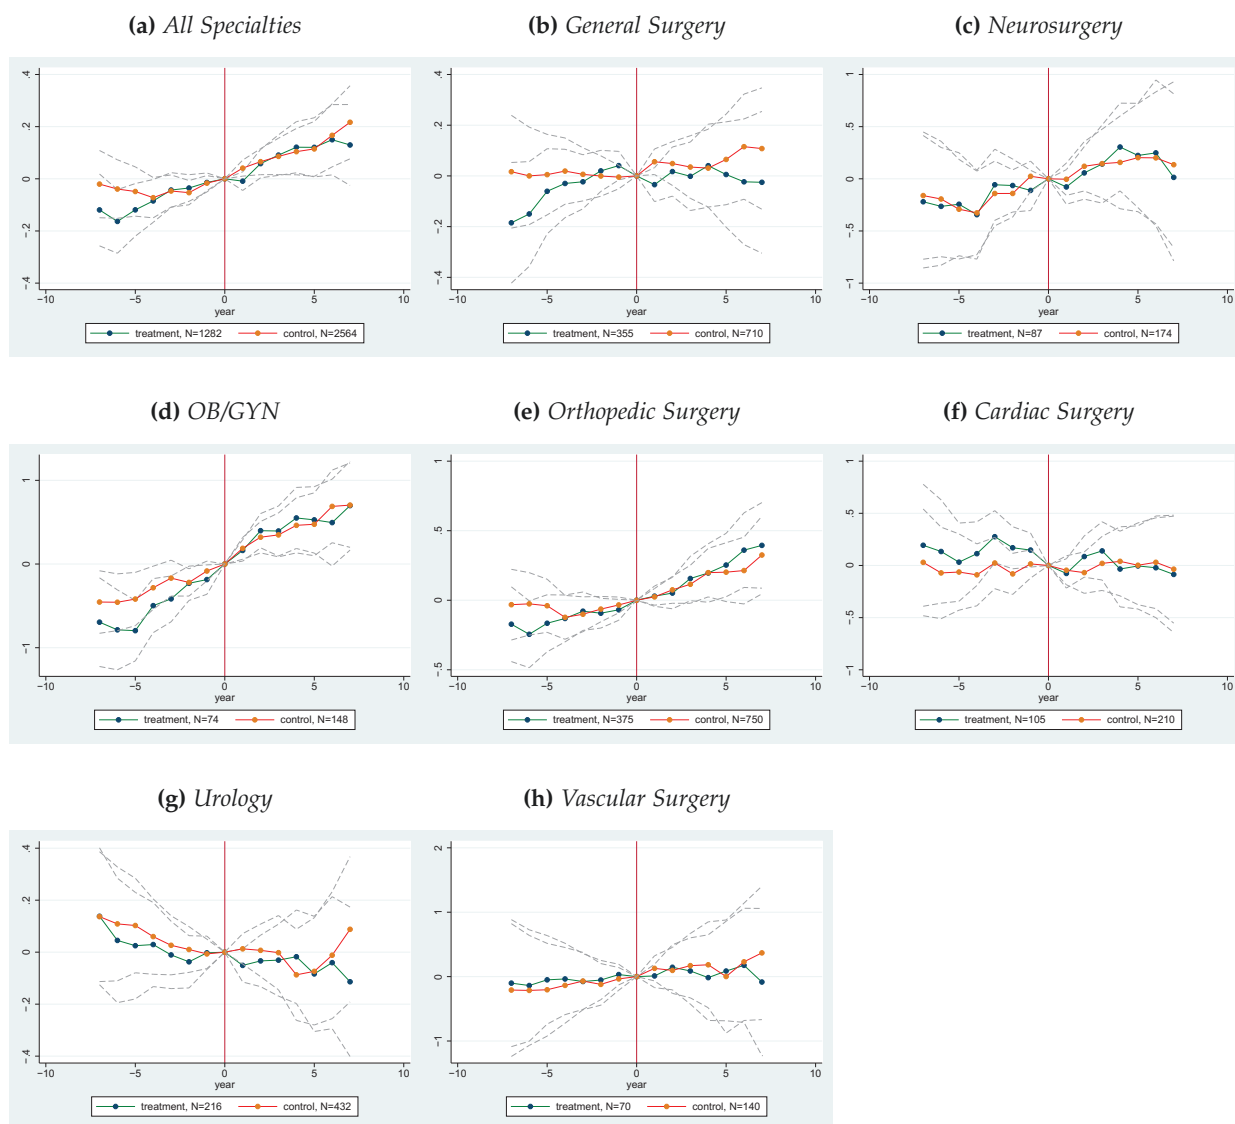 (a) All Specialties
(b) General Surgery
(c) Neurosurgery
.4
.2
0
-.2
-.4
-10 -5 0 5 10
year
treatment, N=1282 control, N=2564
.4
.2
0
-.2
-.4
-10 -5 0 5 10
year
treatment, N=355 control, N=710
1
.5
0
-.5
-1
-10 -5 0 5 10
year
treatment, N=87 control, N=174
(d) OB/GYN
(e) Orthopedic Surgery
(f) Cardiac Surgery
1
0
-1
-10 -5 0 5 10
year
treatment, N=74 control, N=148
1
.5
0
-.5
-10 -5 0 5 10
year
treatment, N=375 control, N=750
1
.5
0
-.5
-1
-10 -5 0 5 10
year
treatment, N=105 control, N=210
(g) Urology
(h) Vascular Surgery
.4
.2
0
-.2
-.4
-10 -5 0 5 10
year
treatment, N=216 control, N=432
2
1
0
-1
-10 -5 0 5 10
year
treatment, N=70 control, N=140